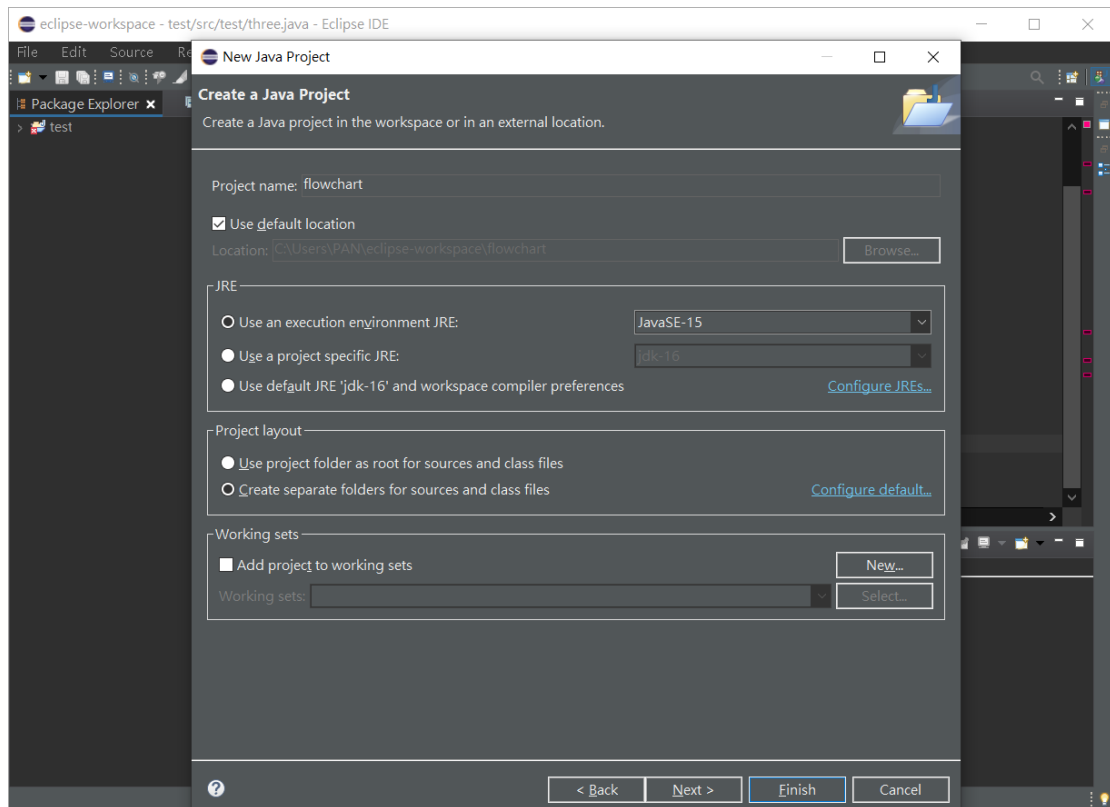 eclipse-workspace - test/src/test/three.java - Eclipse IDE
File Edit Source Re
New Java Project
Package Explorer
test
Create a Java Project
Create a Java project in the workspace or in an external location.
Project name: flowchart
Use default location
Location: C:\Users\PAN\eclipse-workspace\flowchart Browse...
JRE
Use an execution environment JRE: JavaSE-15
Use a project specific JRE: jdk-16
Use default JRE 'jdk-16' and workspace compiler preferences Configure JREs...
Project layout
Use project folder as root for sources and class files
Create separate folders for sources and class files Configure default...
Working sets
Add project to working sets New...
Working sets: Select...
< Back Next > Finish Cancel